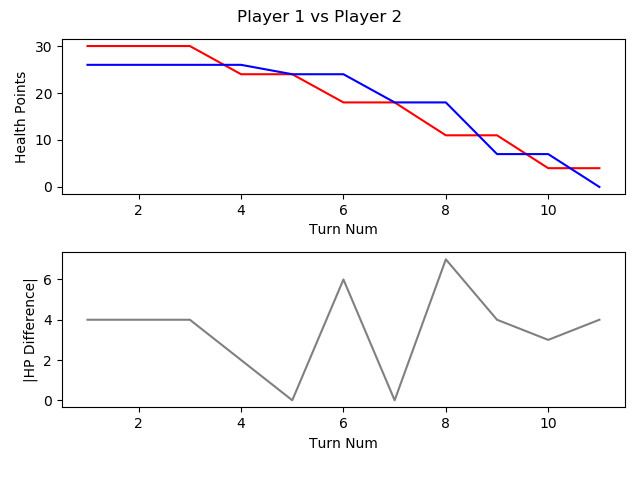 Player 1 vs Player 2
30
20
10
0
Health Points
2 4 6 8 10
Turn Num
6
4
2
0
|HP Difference|
2 4 6 8 10
Turn Num